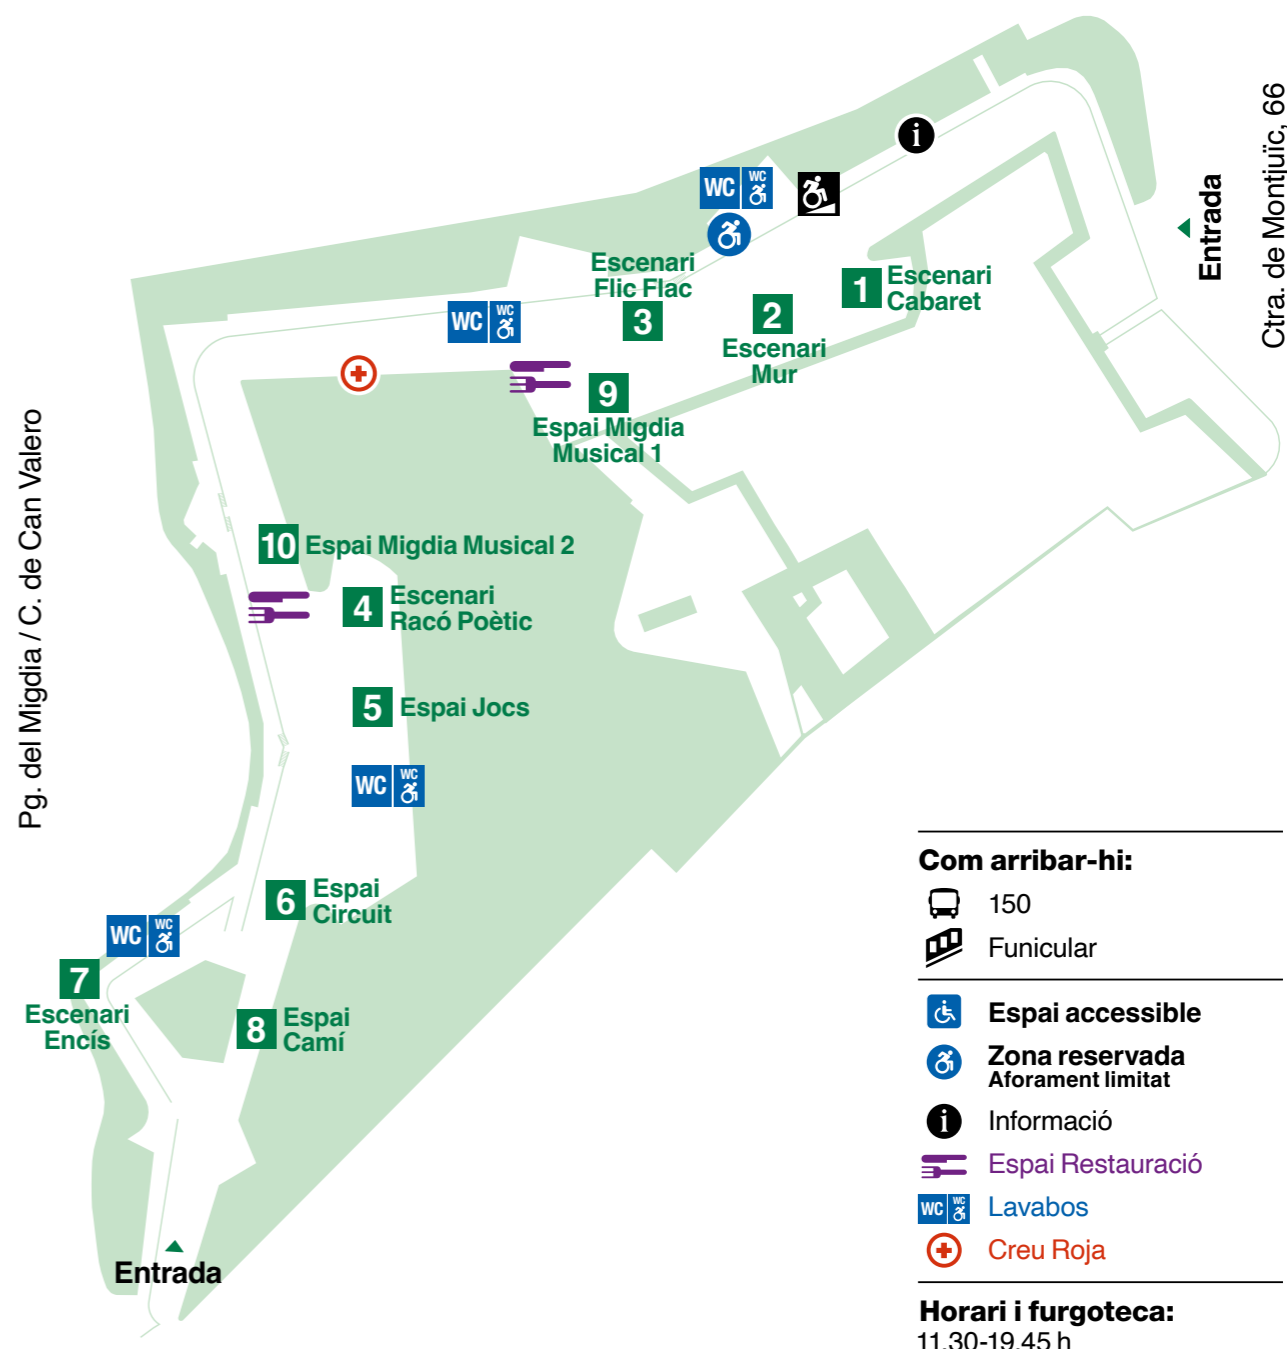 Ctra. de Montjuïc, 66
Entrada
i
WC WC
Escenari
Flic Flac
3
1
Escenari
Cabaret
2
Escenari
Mur
WC WC
9
Espai Migdia
Musical 1
Pg. del Migdia / C. de Can Valero
10 Espai Migdia Musical 2
4
Escenari
Racó Poètic
5 Espai Jocs
WC WC
6
Espai
Circuit
WC WC
7
Escenari
Encís
8
Espai
Camí
Entrada
Com arribar-hi:
150
Funicular
Espai accessible
Zona reservada
Aforament limitat
i Informació
Espai Restauració
WC WC Lavabos
Creu Roja
Horari i furgoteca:
11.30-19.45 h